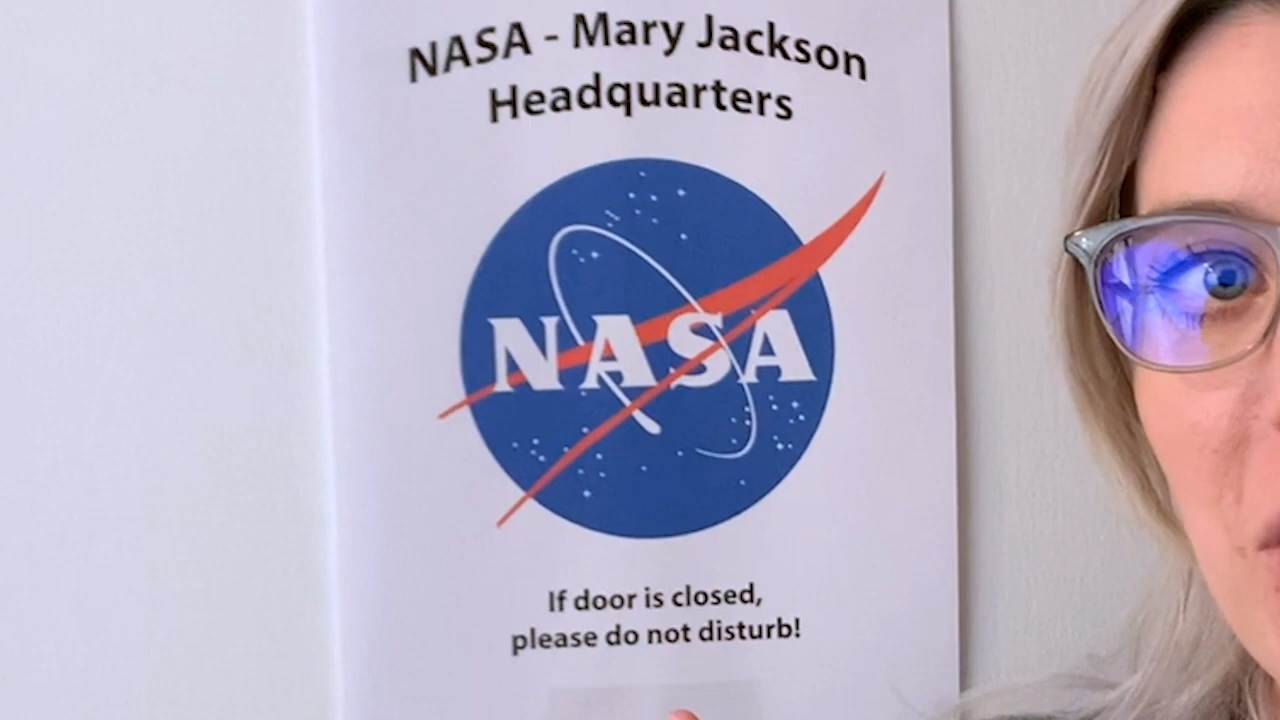 NASA - Mary Jackson
Headquarters
NASA
If door is closed,
please do not disturb!